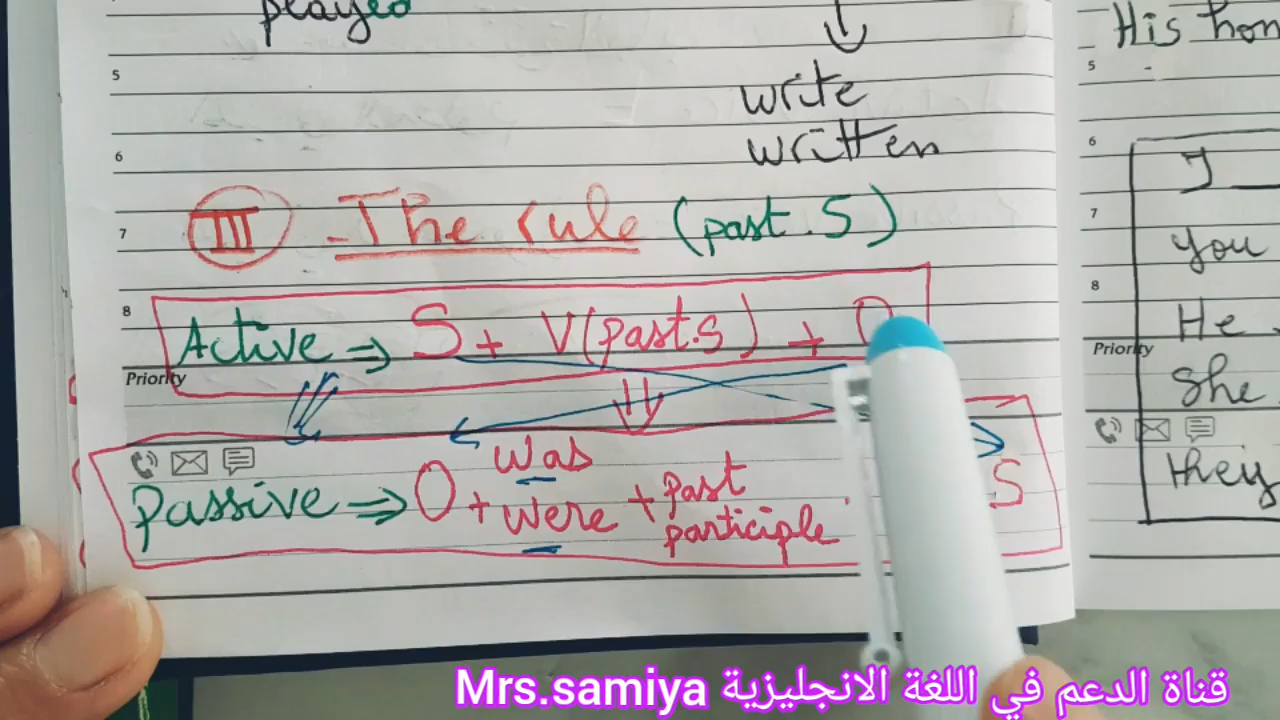 played
write
written
III - The rule (past.S)
Active ⇒ S + V(past.s) + O
Priority
Passive ⇒ O + was
were + past
participle
S
5
6
7
8
His
5
6
7
8
I
you
He
She
they
Priority
قناة الدعم في اللغة الانجليزية Mrs.samiya